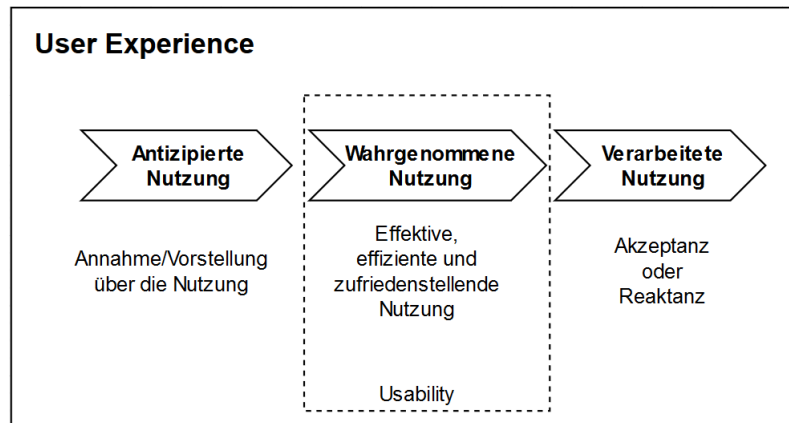 User Experience
Antizipierte
Nutzung
Wahrgenommene
Nutzung
Verarbeitete
Nutzung
Annahme/Vorstellung
über die Nutzung
Effektive,
effiziente und
zufriedenstellende
Nutzung
Akzeptanz
oder
Reaktanz
Usability